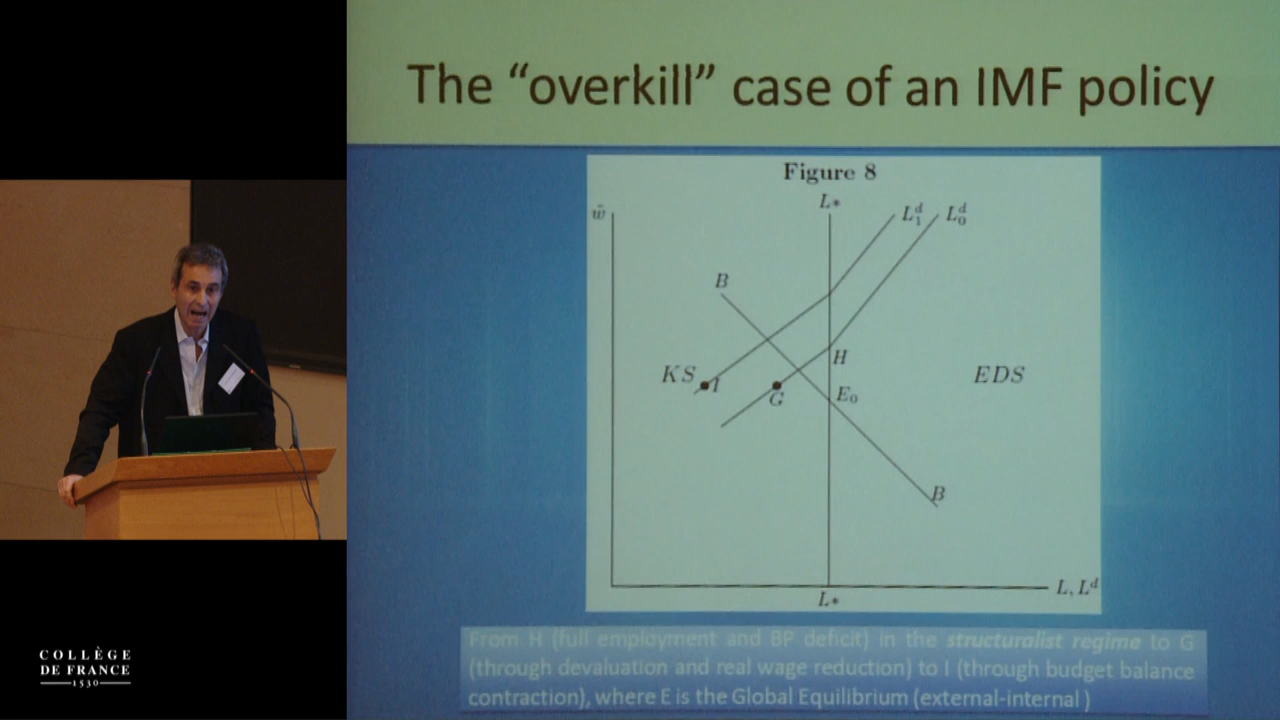 The “overkill” case of an IMF policy
Figure 8
w̃
L*
L₁ᵈ
L₀ᵈ
B
H
KS
I
G
E₀
EDS
B
L, Lᵈ
L*
From H (full employment and BP deficit) in the structuralist regime to G
(through devaluation and real wage reduction) to I (through budget balance
contraction), where E is the Global Equilibrium (external-internal )
COLLÈGE
DE FRANCE
1530